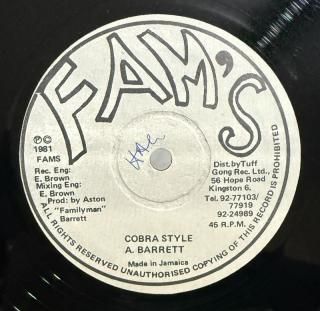 FAM'S
℗© 1981
FAMS
Rec. Eng:
E. Brown
Mixing Eng:
E. Brown
Prod: by Aston
"Familyman"
Barrett
Dist. by Tuff
Gong Rec. Ltd.,
56 Hope Road
Kingston 6.
Tel. 92-77103/
77919
92-24989
45 R.P.M.
COBRA STYLE
A. BARRETT
Made in Jamaica
ALL RIGHTS RESERVED UNAUTHORISED COPYING OF THIS RECORD IS PROHIBITED